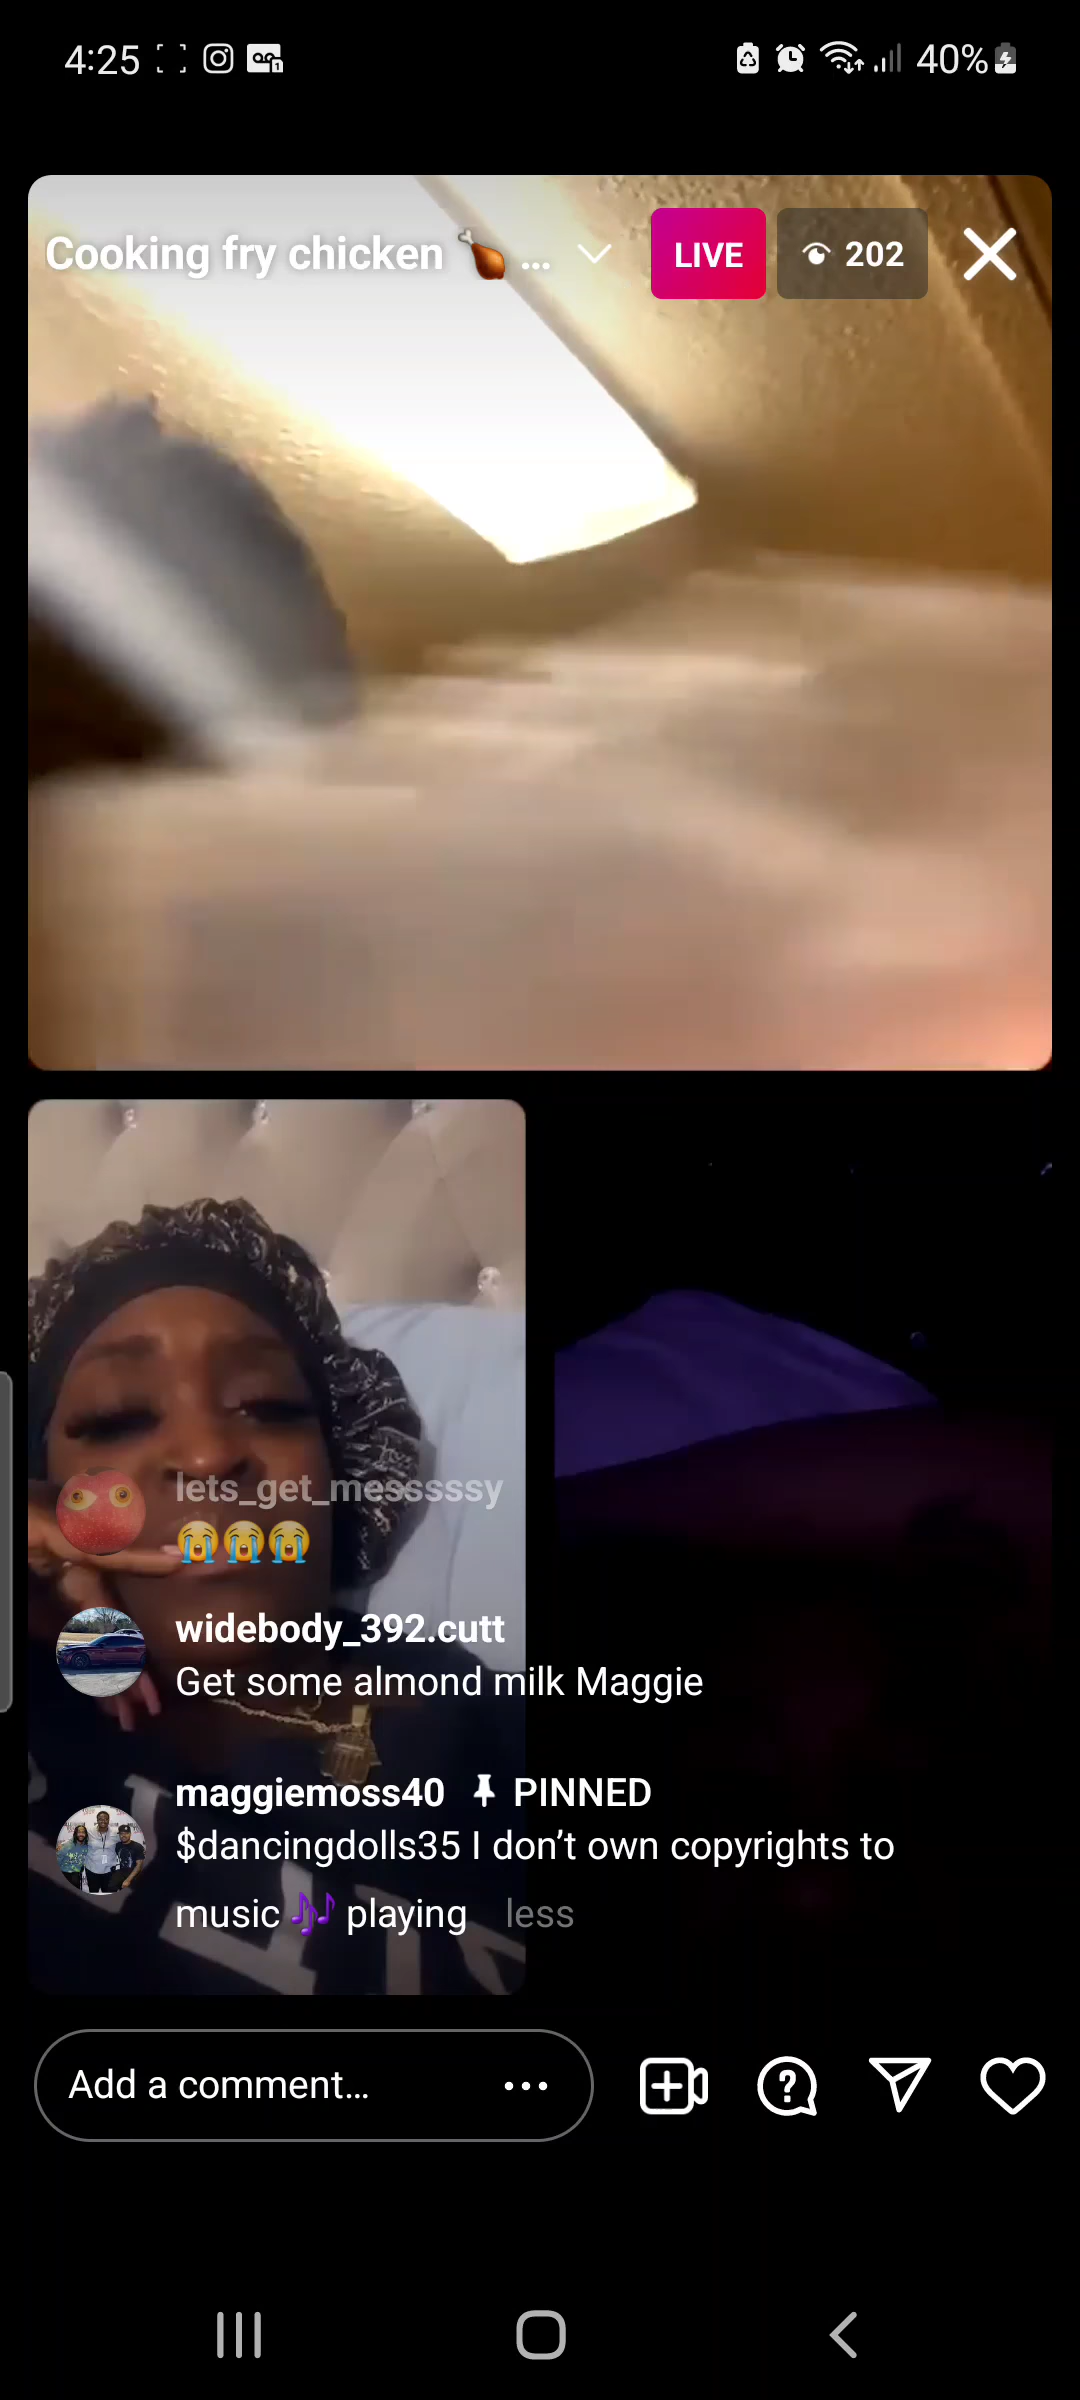 4:25
40%
Cooking fry chicken 🍗 ...
LIVE
202
lets_get_messsssy
😭😭😭
widebody_392.cutt
Get some almond milk Maggie
maggiemoss40 PINNED
$dancingdolls35 I don’t own copyrights to
music 🎶 playing less
Add a comment...